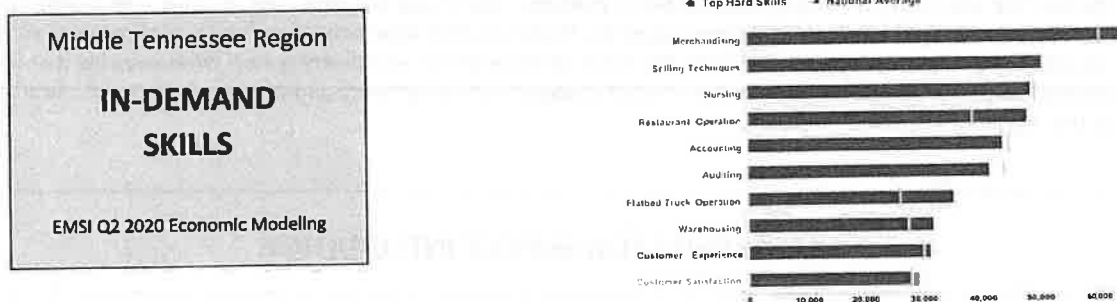 Middle Tennessee Region
IN-DEMAND
SKILLS
EMSI Q2 2020 Economic Modeling
Top Hard Skills National Average
Merchandising
Selling Techniques
Nursing
Restaurant Operation
Accounting
Auditing
Flatbed Truck Operation
Warehousing
Customer Experience
Customer Satisfaction
0 10,000 20,000 30,000 40,000 50,000 60,000